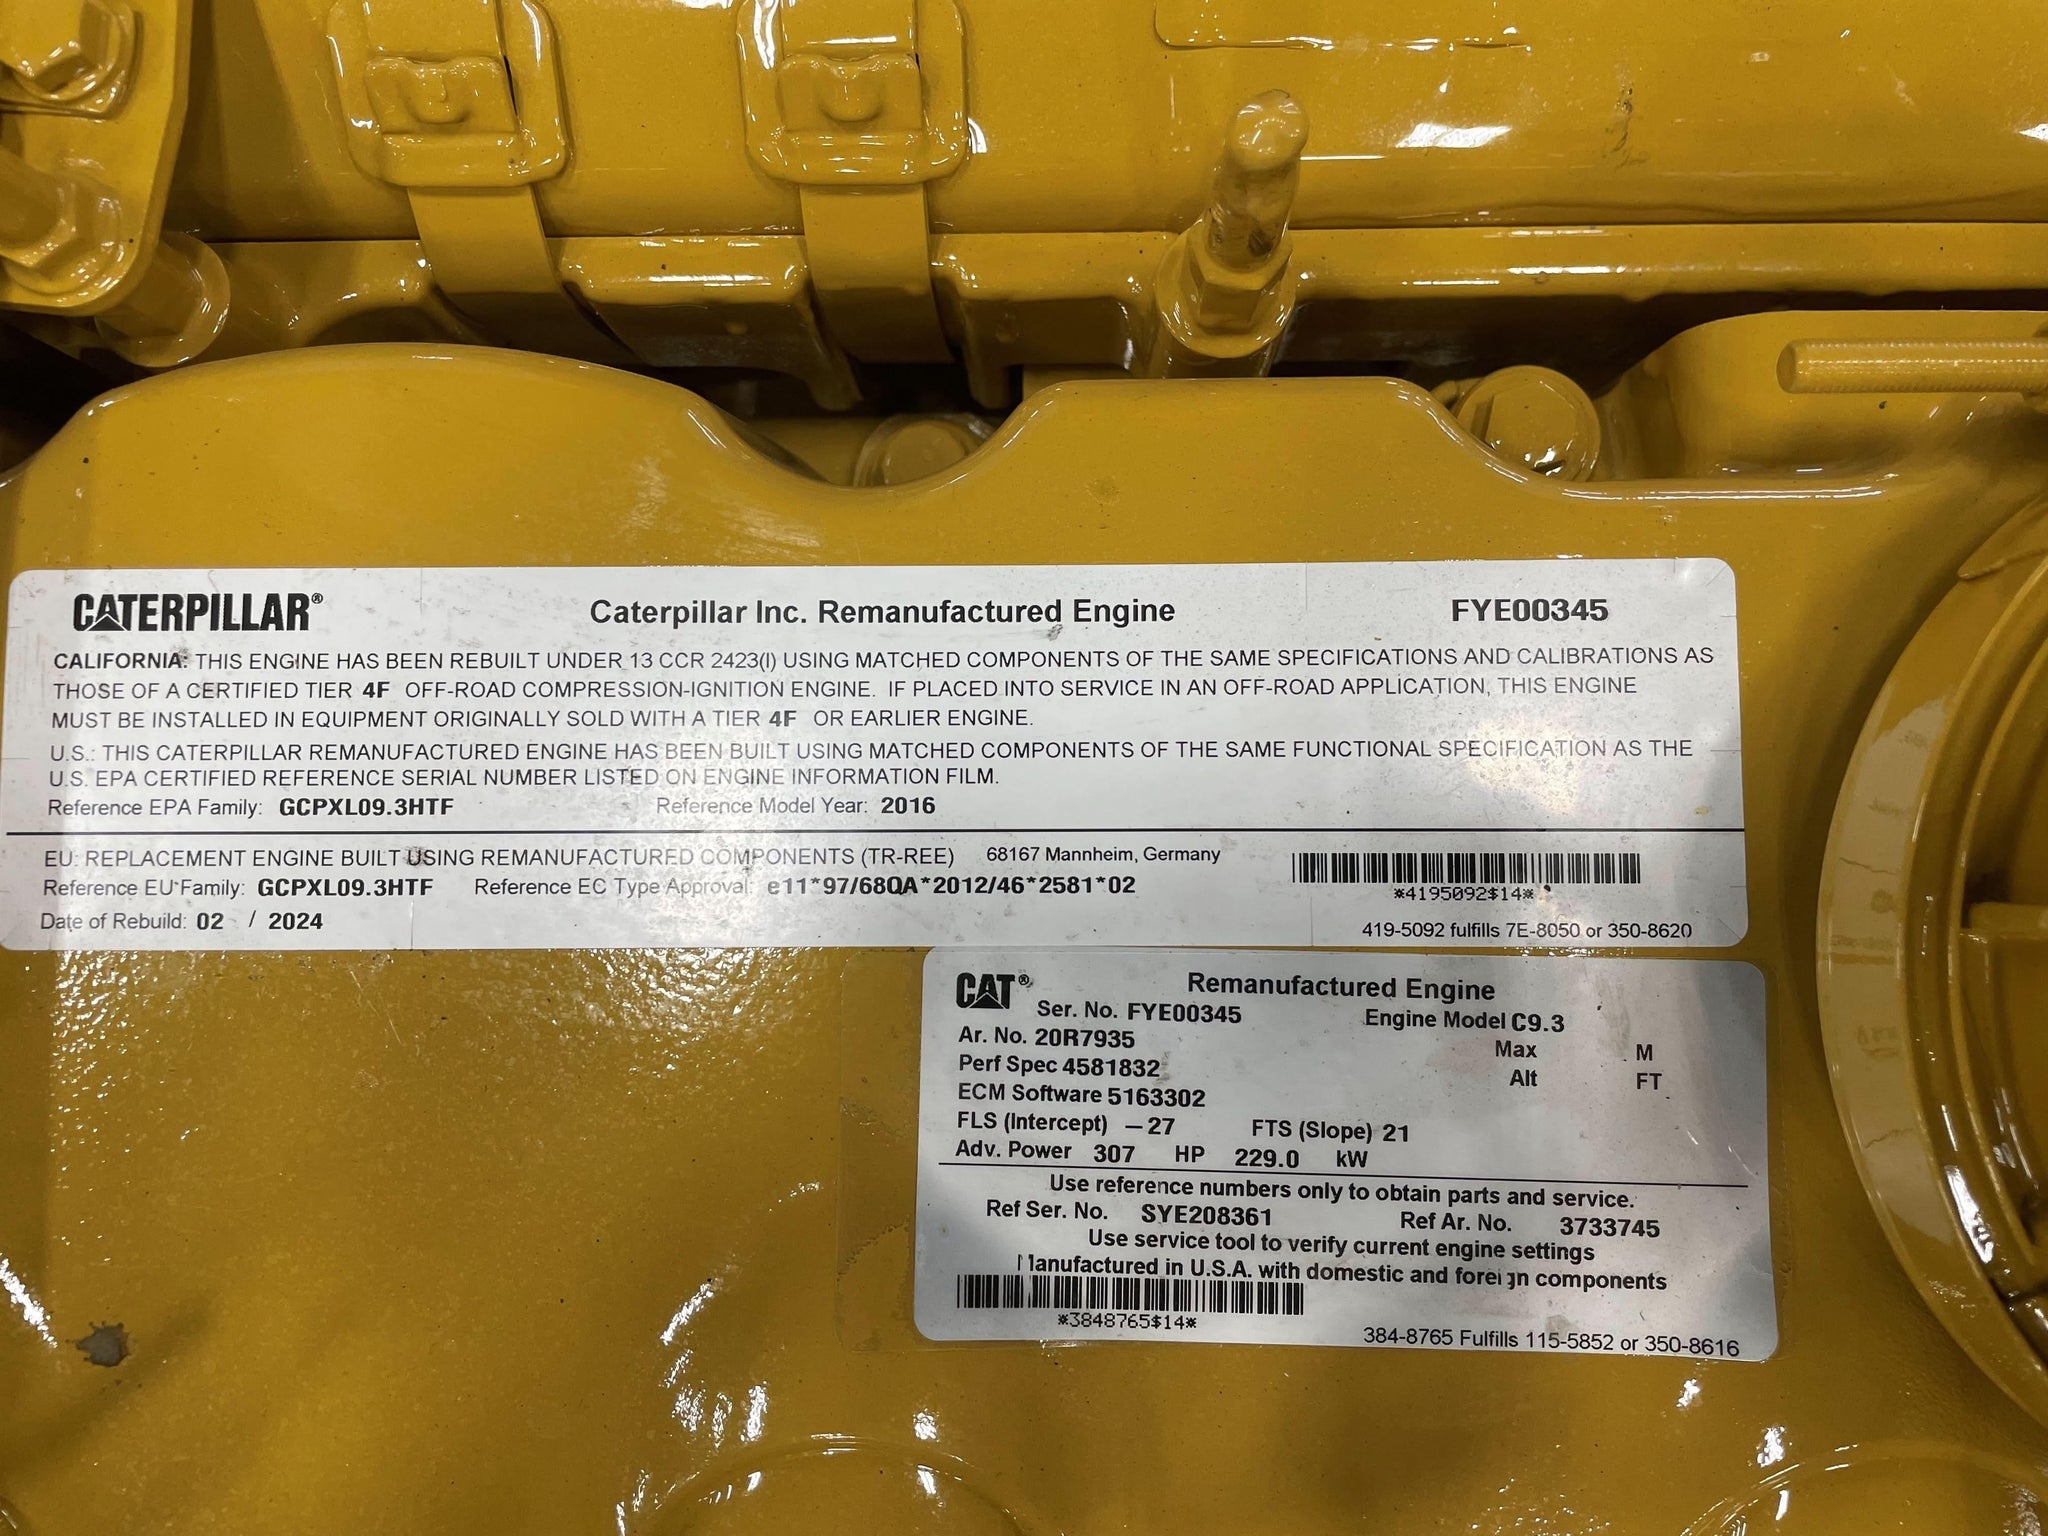 CATERPILLAR® Caterpillar Inc. Remanufactured Engine FYE00345
CALIFORNIA: THIS ENGINE HAS BEEN REBUILT UNDER 13 CCR 2423(l) USING MATCHED COMPONENTS OF THE SAME SPECIFICATIONS AND CALIBRATIONS AS
THOSE OF A CERTIFIED TIER 4F OFF-ROAD COMPRESSION-IGNITION ENGINE. IF PLACED INTO SERVICE IN AN OFF-ROAD APPLICATION, THIS ENGINE
MUST BE INSTALLED IN EQUIPMENT ORIGINALLY SOLD WITH A TIER 4F OR EARLIER ENGINE.
U.S.: THIS CATERPILLAR REMANUFACTURED ENGINE HAS BEEN BUILT USING MATCHED COMPONENTS OF THE SAME FUNCTIONAL SPECIFICATION AS THE
U.S. EPA CERTIFIED REFERENCE SERIAL NUMBER LISTED ON ENGINE INFORMATION FILM.
Reference EPA Family: GCPXL09.3HTF Reference Model Year: 2016
EU: REPLACEMENT ENGINE BUILT USING REMANUFACTURED COMPONENTS (TR-REE) 68167 Mannheim, Germany
Reference EU Family: GCPXL09.3HTF Reference EC Type Approval: e11*97/68QA*2012/46*2581*02
*4195092$14*
Date of Rebuild: 02 / 2024
419-5092 fulfills 7E-8050 or 350-8620
CAT® Remanufactured Engine
Ser. No. FYE00345 Engine Model C9.3
Ar. No. 20R7935 Max M
Perf Spec 4581832 Alt FT
ECM Software 5163302
FLS (Intercept) –27 FTS (Slope) 21
Adv. Power 307 HP 229.0 kW
Use reference numbers only to obtain parts and service.
Ref Ser. No. SYE208361 Ref Ar. No. 3733745
Use service tool to verify current engine settings
Manufactured in U.S.A. with domestic and foreign components
*3848765$14*
384-8765 Fulfills 115-5852 or 350-8616